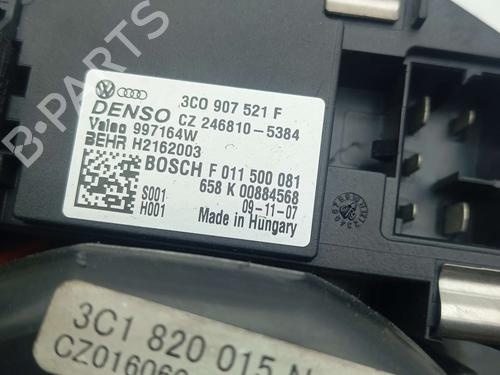 B-PARTS
3C0 907 521 F
DENSO CZ 246810-5384
Valeo 997164W
BEHR H2162003
BOSCH F 011 500 081
658 K 00884568
S001 09-11-07
H001 Made in Hungary
3C1 820 015